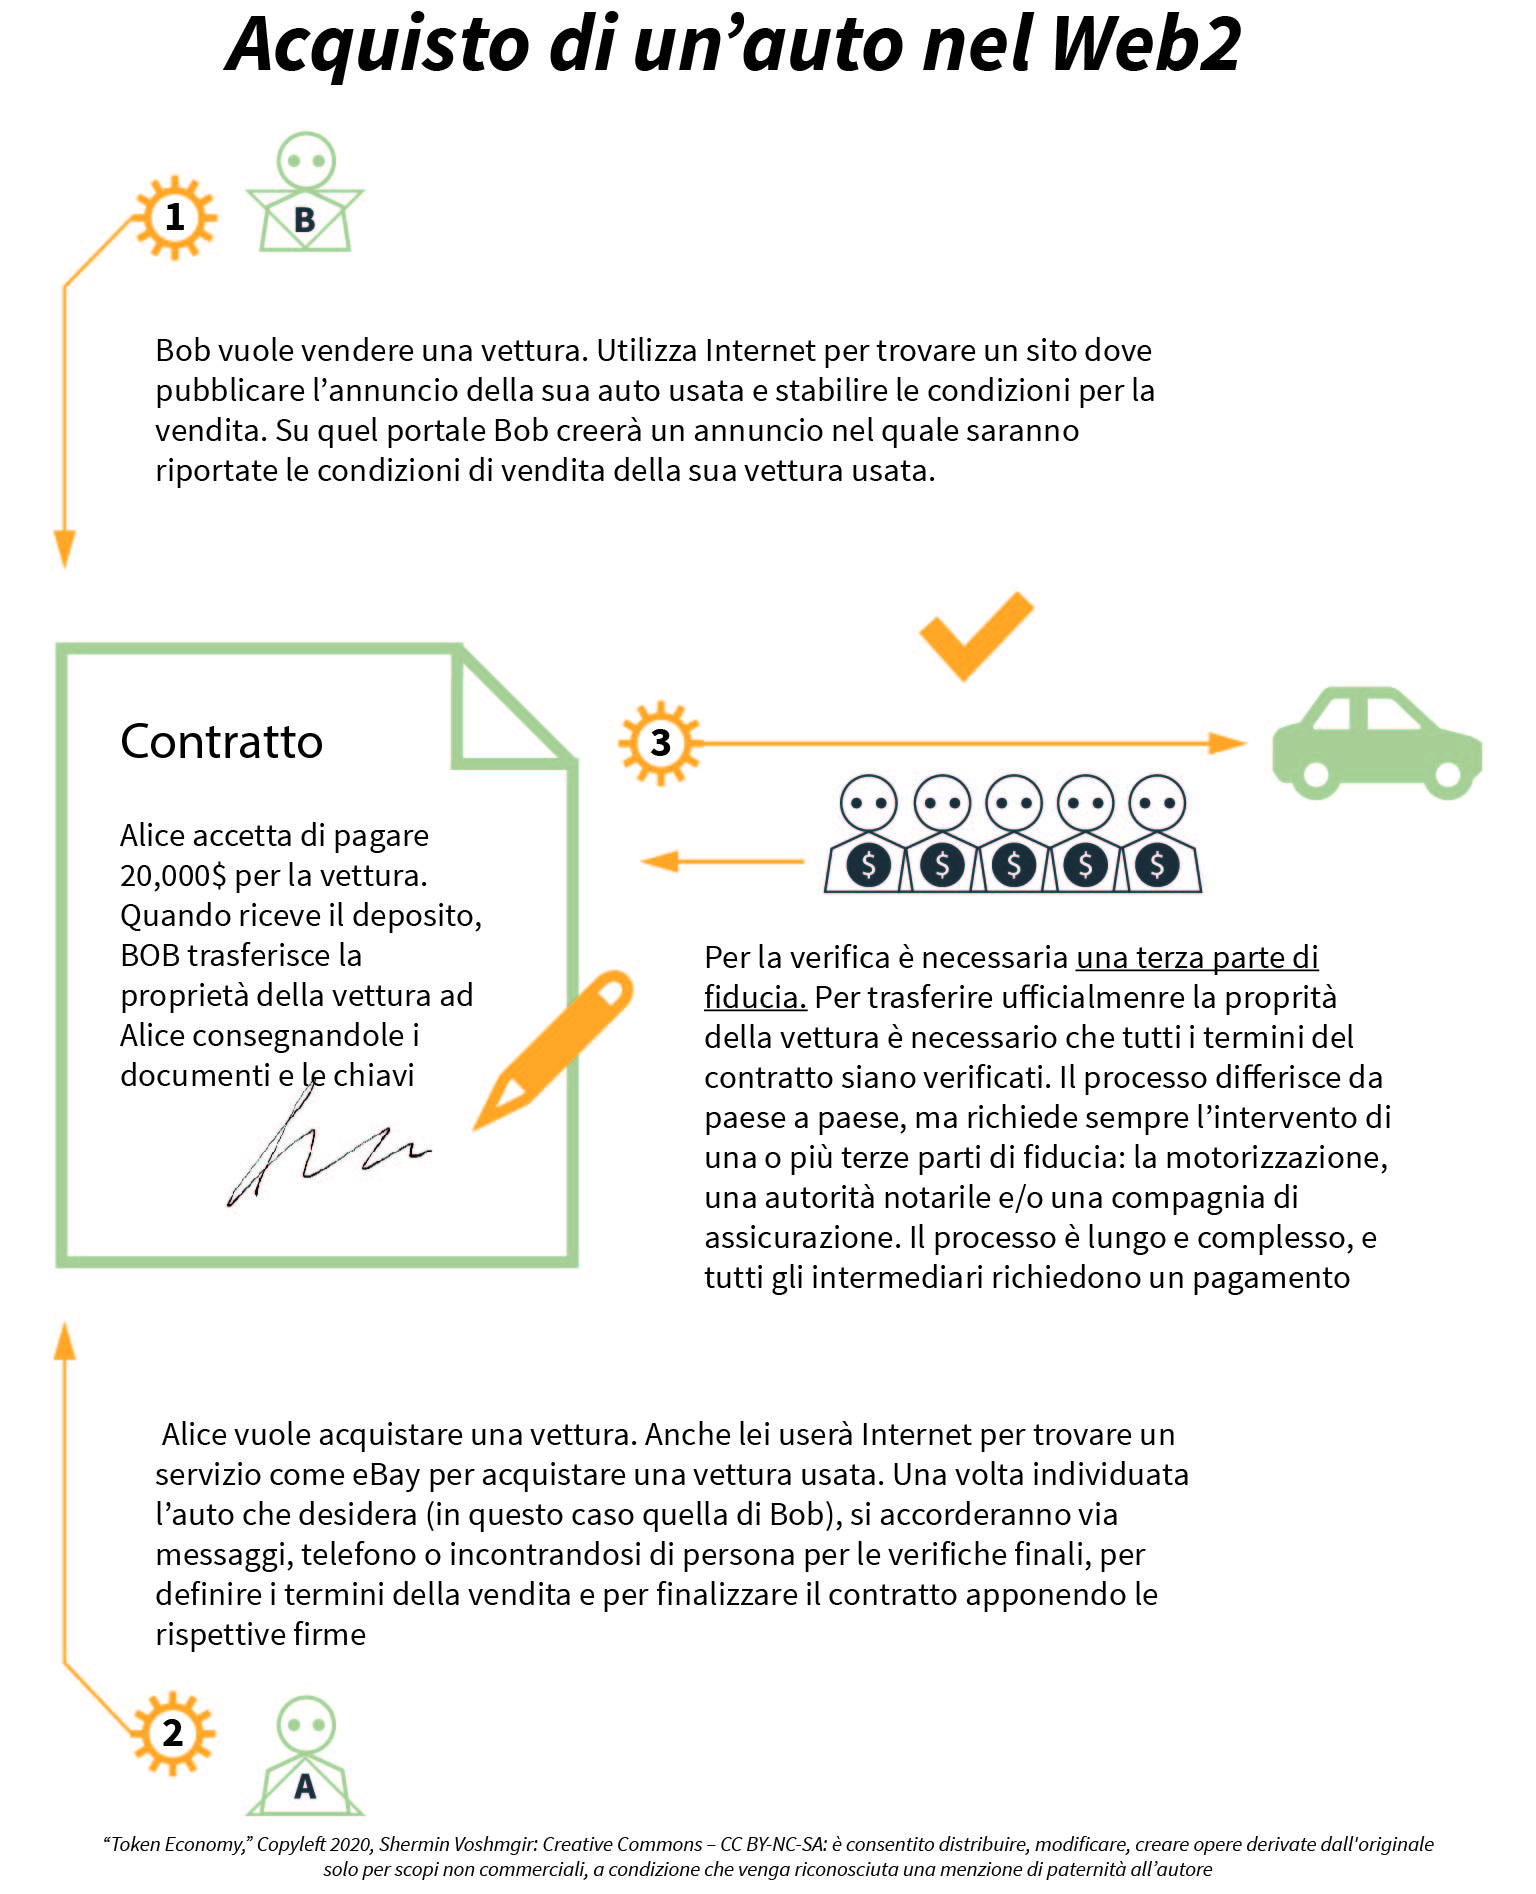 Acquisto di un’auto nel Web2
1
B
Bob vuole vendere una vettura. Utilizza Internet per trovare un sito dove
pubblicare l’annuncio della sua auto usata e stabilire le condizioni per la
vendita. Su quel portale Bob creerà un annuncio nel quale saranno
riportate le condizioni di vendita della sua vettura usata.
Contratto
Alice accetta di pagare
20,000$ per la vettura.
Quando riceve il deposito,
BOB trasferisce la
proprietà della vettura ad
Alice consegnandole i
documenti e le chiavi
3
$ $ $ $ $
Per la verifica è necessaria una terza parte di
fiducia. Per trasferire ufficialmenre la proprità
della vettura è necessario che tutti i termini del
contratto siano verificati. Il processo differisce da
paese a paese, ma richiede sempre l’intervento di
una o più terze parti di fiducia: la motorizzazione,
una autorità notarile e/o una compagnia di
assicurazione. Il processo è lungo e complesso, e
tutti gli intermediari richiedono un pagamento
Alice vuole acquistare una vettura. Anche lei userà Internet per trovare un
servizio come eBay per acquistare una vettura usata. Una volta individuata
l’auto che desidera (in questo caso quella di Bob), si accorderanno via
messaggi, telefono o incontrandosi di persona per le verifiche finali, per
definire i termini della vendita e per finalizzare il contratto apponendo le
rispettive firme
2
A
“Token Economy,” Copyleft 2020, Shermin Voshmgir: Creative Commons – CC BY-NC-SA: è consentito distribuire, modificare, creare opere derivate dall'originale
solo per scopi non commerciali, a condizione che venga riconosciuta una menzione di paternità all’autore